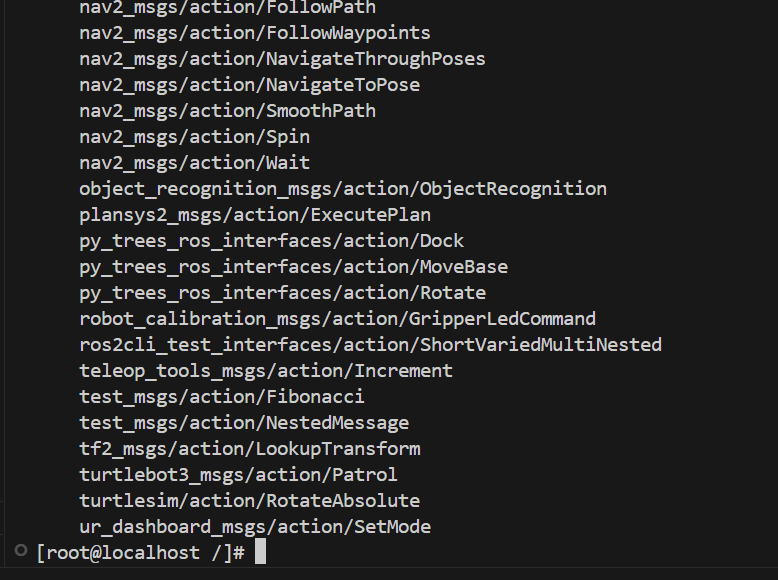 nav2_msgs/action/FollowPath
nav2_msgs/action/FollowWaypoints
nav2_msgs/action/NavigateThroughPoses
nav2_msgs/action/NavigateToPose
nav2_msgs/action/SmoothPath
nav2_msgs/action/Spin
nav2_msgs/action/Wait
object_recognition_msgs/action/ObjectRecognition
plansys2_msgs/action/ExecutePlan
py_trees_ros_interfaces/action/Dock
py_trees_ros_interfaces/action/MoveBase
py_trees_ros_interfaces/action/Rotate
robot_calibration_msgs/action/GripperLedCommand
ros2cli_test_interfaces/action/ShortVariedMultiNested
teleop_tools_msgs/action/Increment
test_msgs/action/Fibonacci
test_msgs/action/NestedMessage
tf2_msgs/action/LookupTransform
turtlebot3_msgs/action/Patrol
turtlesim/action/RotateAbsolute
ur_dashboard_msgs/action/SetMode
[root@localhost /]#